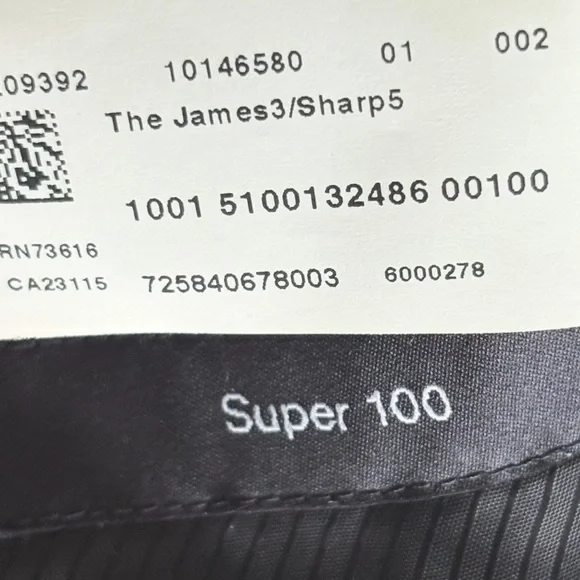 09392 10146580 01 002
The James3/Sharp5
1001 5100132486 00100
RN73616
CA23115 725840678003 6000278
Super 100